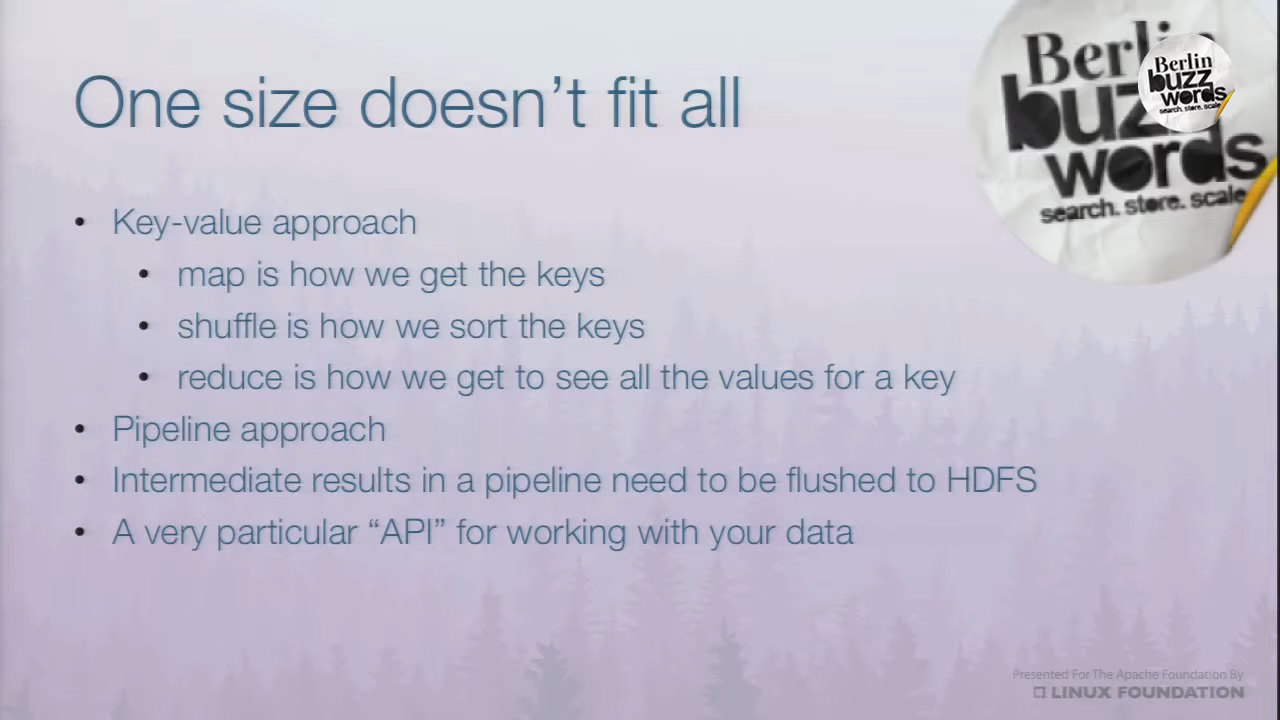 One size doesn’t fit all
• Key-value approach
• map is how we get the keys
• shuffle is how we sort the keys
• reduce is how we get to see all the values for a key
• Pipeline approach
• Intermediate results in a pipeline need to be flushed to HDFS
• A very particular “API” for working with your data
Berlin
buzz
words
search. store. scale
Berlin
buzz
words
search. store. scale
Presented For The Apache Foundation By
LINUX FOUNDATION